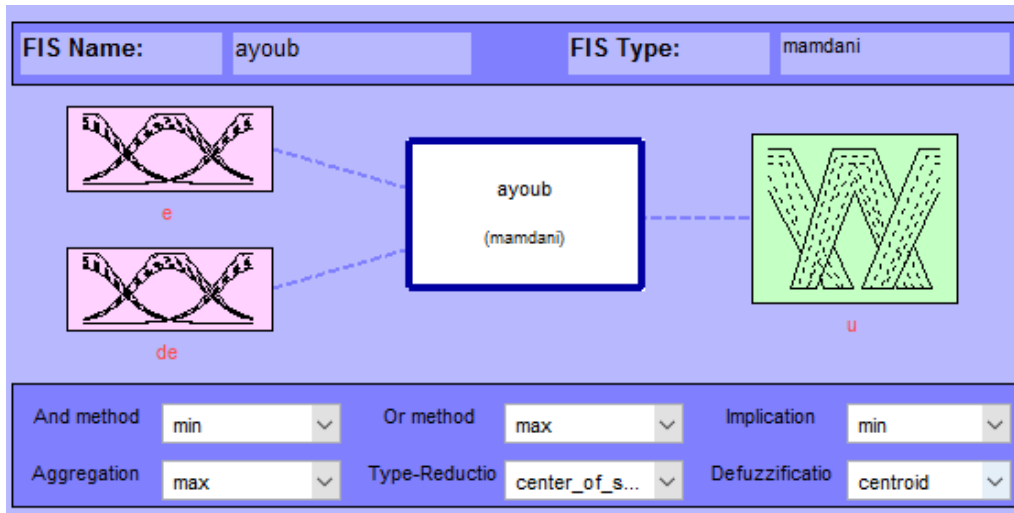 FIS Name: ayoub FIS Type: mamdani
e
ayoub
(mamdani)
u
de
And method min Or method max Implication min
Aggregation max Type-Reductio center_of_s... Defuzzificatio centroid